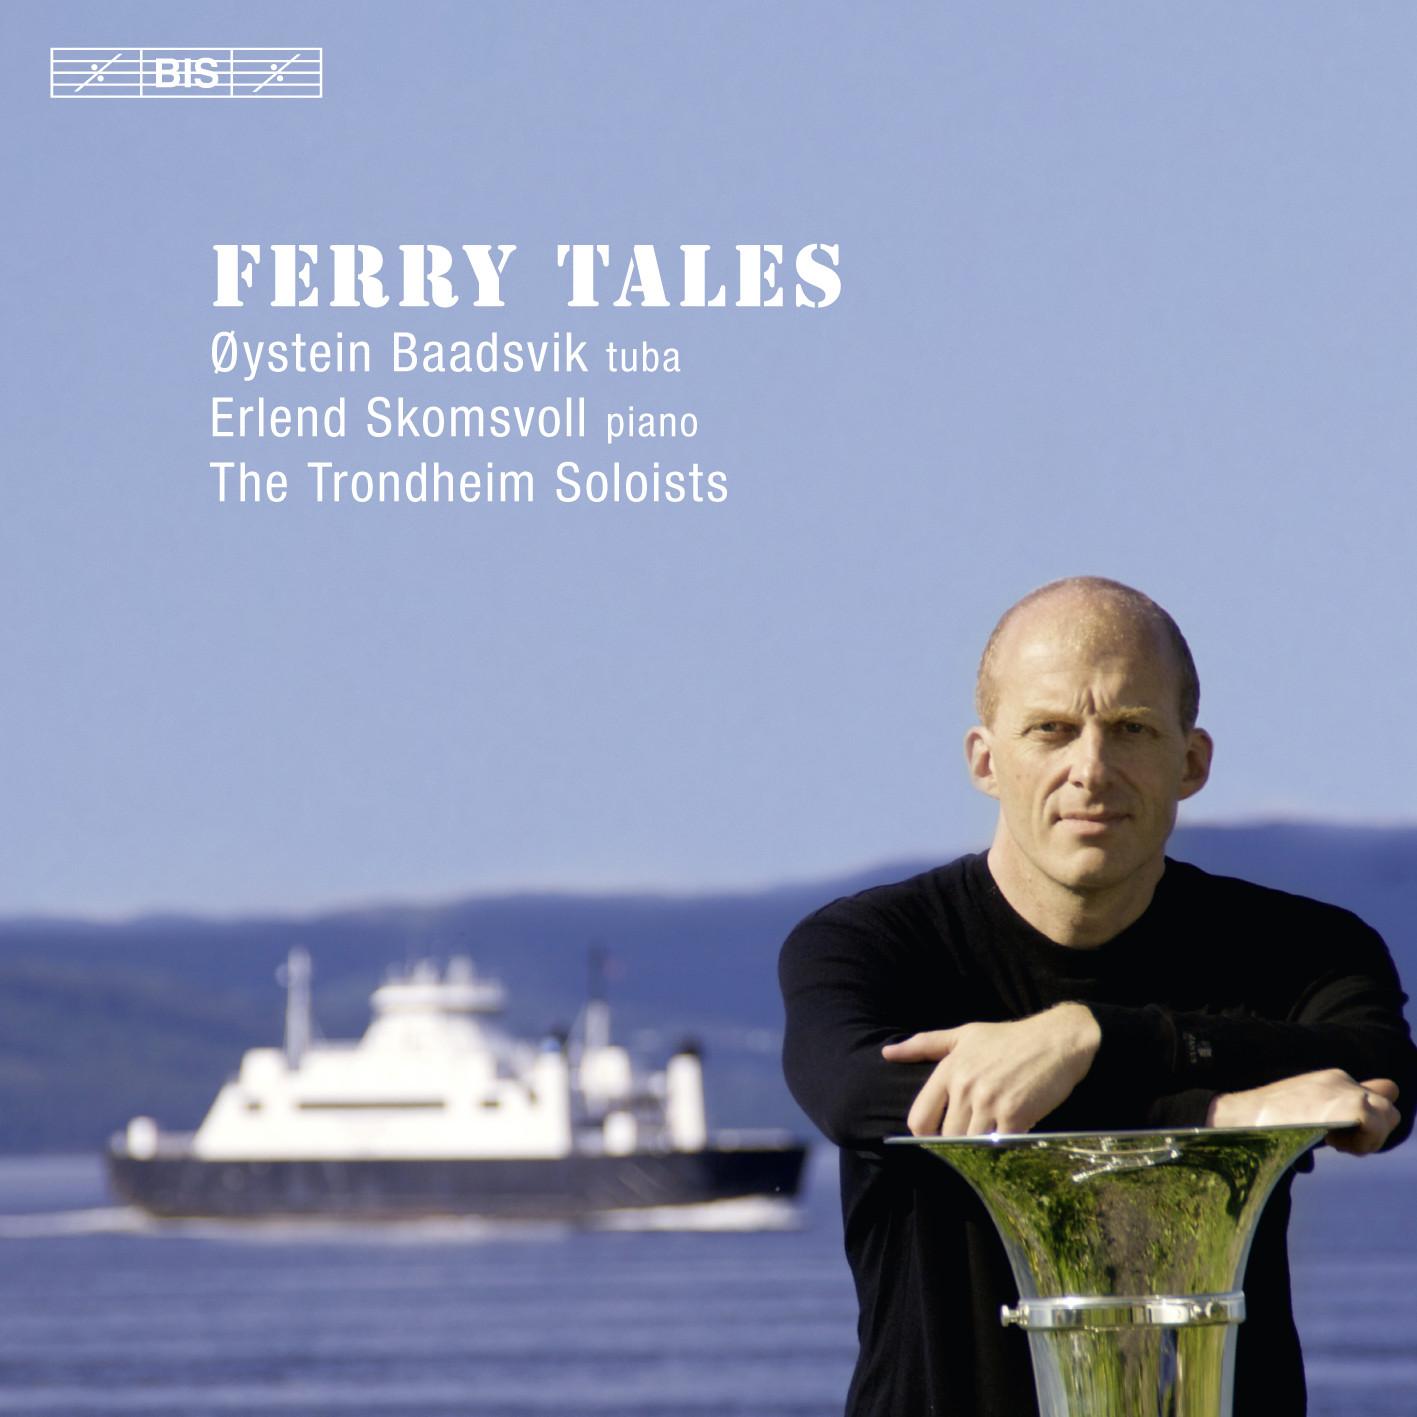 BIS
FERRY TALES
Øystein Baadsvik tuba
Erlend Skomsvoll piano
The Trondheim Soloists